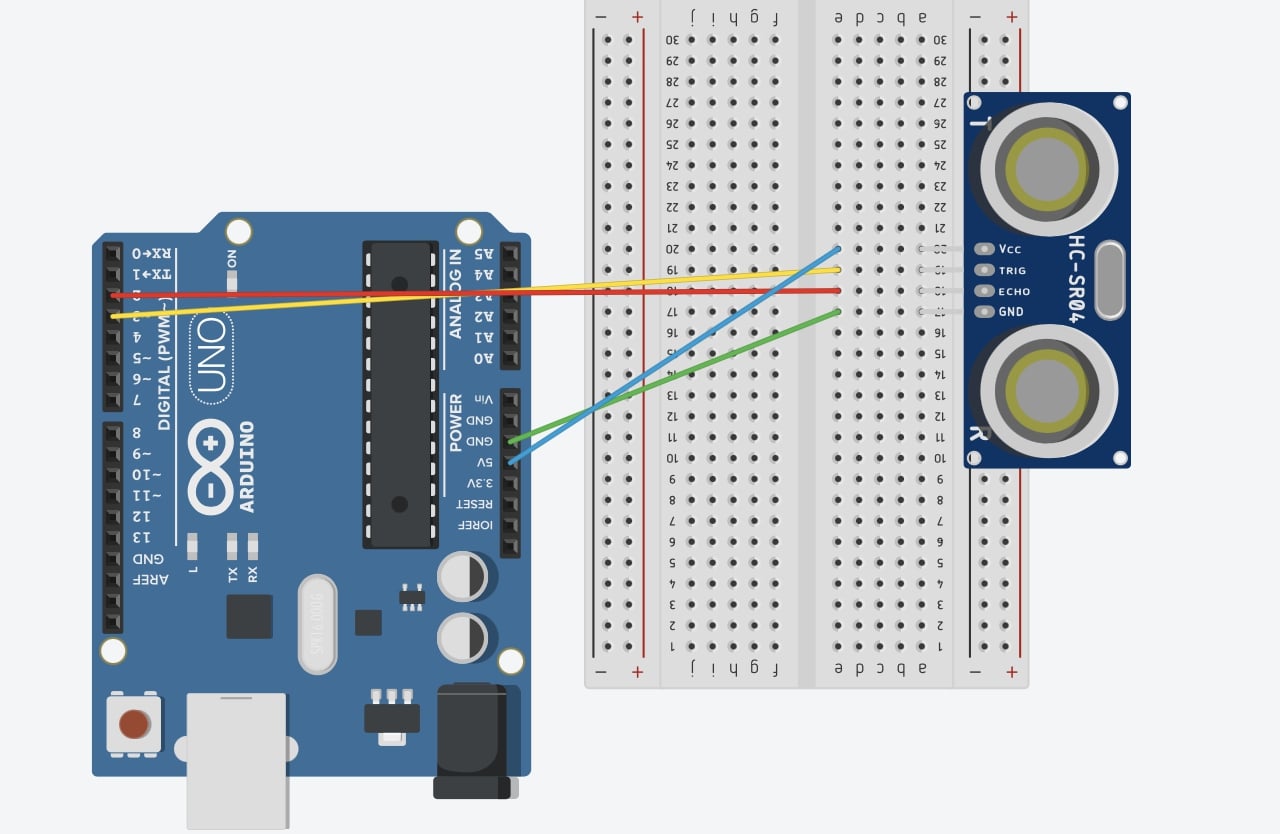 − + j i h g f e d c b a − +
30 30
29 29
28 28
27 27
26 26
25 25
24 24
23 23
22 22
21 21
20
19
18
17
16 16
15 15
14 14
13 13
12 12
11 11
10 10
9 9
8 8
7 7
6 6
5 5
4 4
3 3
2 2
1 1
− + j i h g f e d c b a − +
T
HC-SR04
VCC
TRIG
ECHO
GND
R
RX←0
TX→1
2
3
4
~5
~6
7
DIGITAL (PWM~)
8
~9
~10
~11
12
13
GND
AREF
ON
UNO
ARDUINO
L
TX
RX
ANALOG IN
A5
A4
A3
A2
A1
A0
POWER
Vin
GND
GND
5V
3.3V
RESET
IOREF